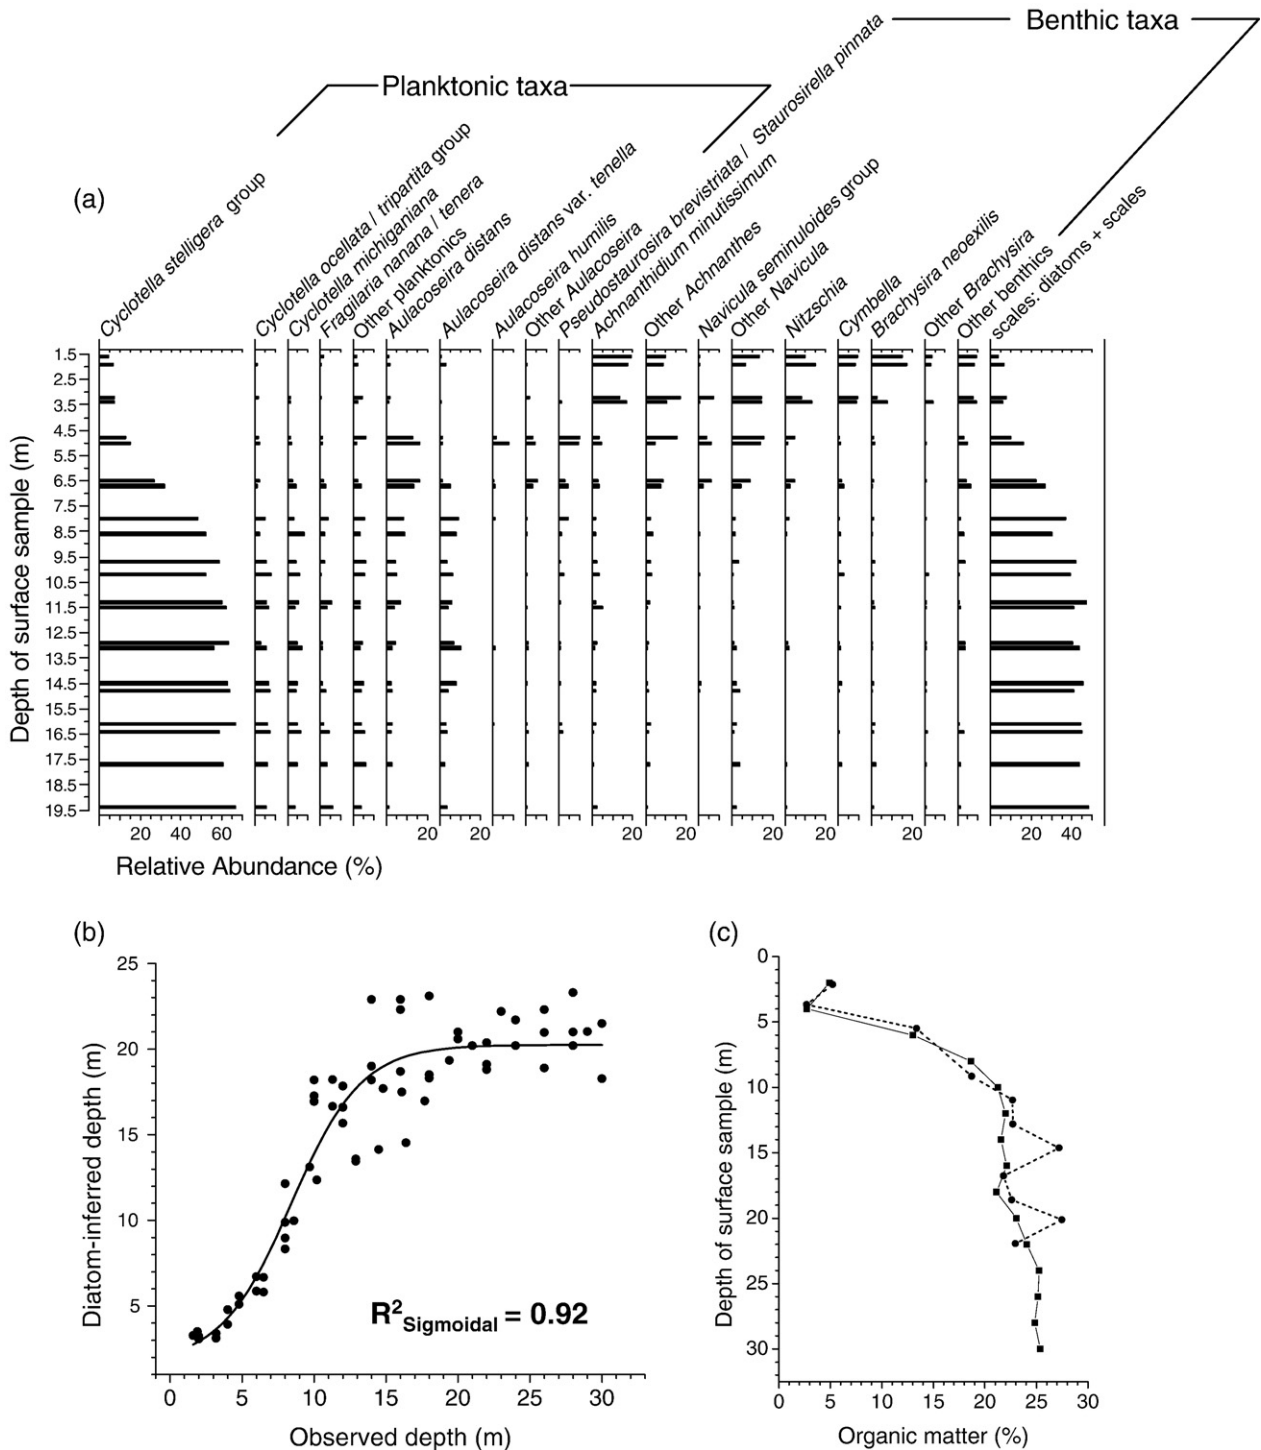 Benthic taxa
Planktonic taxa
(a)
Cyclotella stelligera group
Cyclotella ocellata / tripartita group
Cyclotella michiganiana
Fragilaria nanana / tenera
Other planktonics
Aulacoseira distans
Aulacoseira distans var. tenella
Aulacoseira humilis
Other Aulacoseira
Pseudostaurosira brevistriata / Staurosirella pinnata
Achnanthidium minutissimum
Other Achnanthes
Navicula seminuloides group
Other Navicula
Nitzschia
Cymbella
Brachysira neoexilis
Other Brachysira
Other benthics
scales: diatoms + scales
Depth of surface sample (m)
1.5
2.5
3.5
4.5
5.5
6.5
7.5
8.5
9.5
10.5
11.5
12.5
13.5
14.5
15.5
16.5
17.5
18.5
19.5
20 40 60 20 20 20 20 20 20 20 20 40
Relative Abundance (%)
(b)
Diatom-inferred depth (m)
25
20
15
10
5
R²Sigmoidal = 0.92
0 5 10 15 20 25 30
Observed depth (m)
(c)
Depth of surface sample (m)
0
5
10
15
20
25
30
0 5 10 15 20 25 30
Organic matter (%)